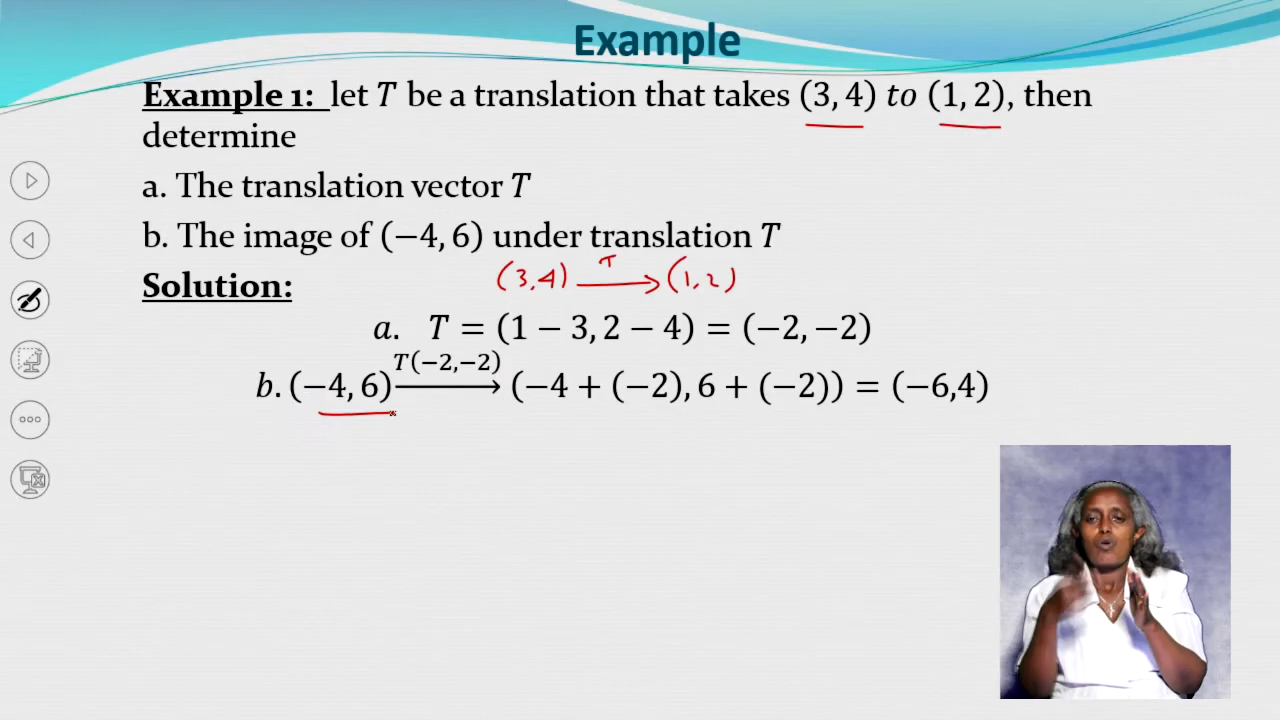 Example
Example 1: let T be a translation that takes (3, 4) to (1, 2), then
determine
a. The translation vector T
b. The image of (−4, 6) under translation T
(3,4) T⟶ (1,2)
Solution:
a. T = (1 − 3, 2 − 4) = (−2, −2)
T(−2,−2)
b. (−4, 6) ⟶ (−4 + (−2), 6 + (−2)) = (−6,4)